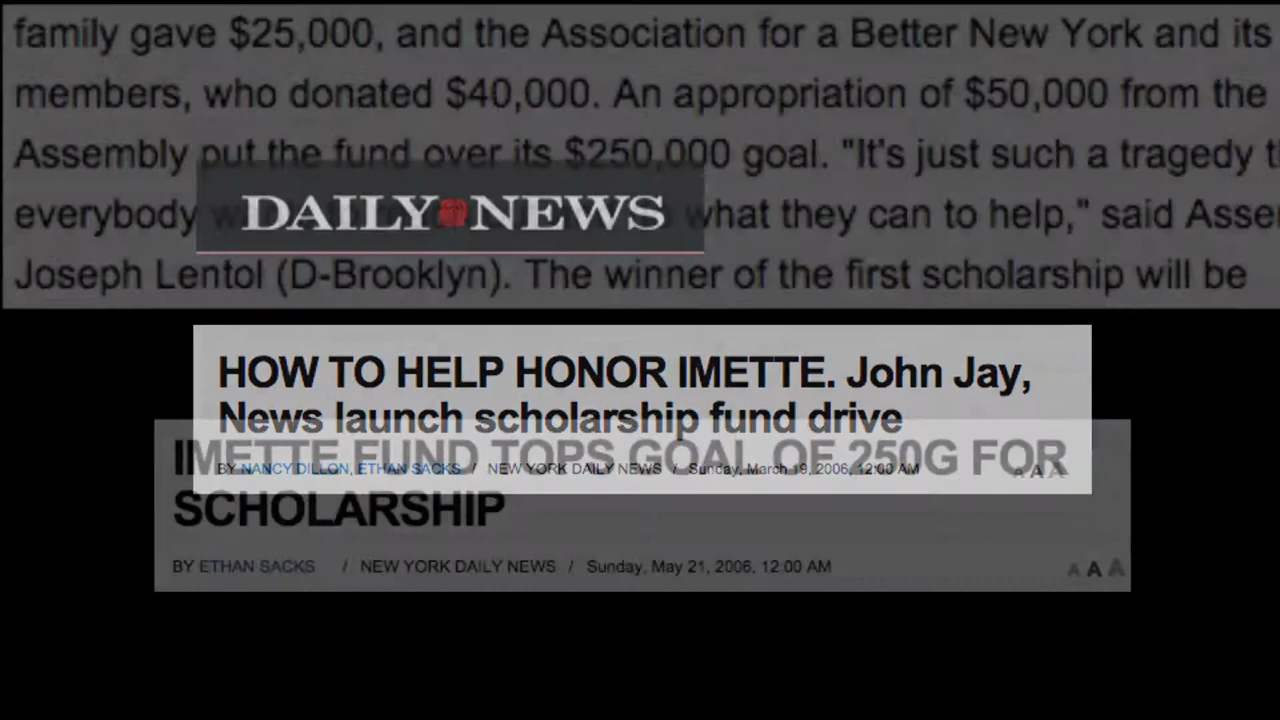 family gave $25,000, and the Association for a Better New York and its
members, who donated $40,000. An appropriation of $50,000 from the
Assembly put the fund over its $250,000 goal. "It's just such a tragedy
everybody what they can to help," said
Joseph Lentol (D-Brooklyn). The winner of the first scholarship will be
DAILY NEWS
HOW TO HELP HONOR IMETTE. John Jay,
News launch scholarship fund drive
BY NANCY DILLON, ETHAN SACKS / NEW YORK DAILY NEWS / Sunday, March 19, 2006, 12:00 AM A A A
IMETTE FUND TOPS GOAL OF 250G FOR
SCHOLARSHIP
BY ETHAN SACKS / NEW YORK DAILY NEWS / Sunday, May 21, 2006, 12:00 AM A A A